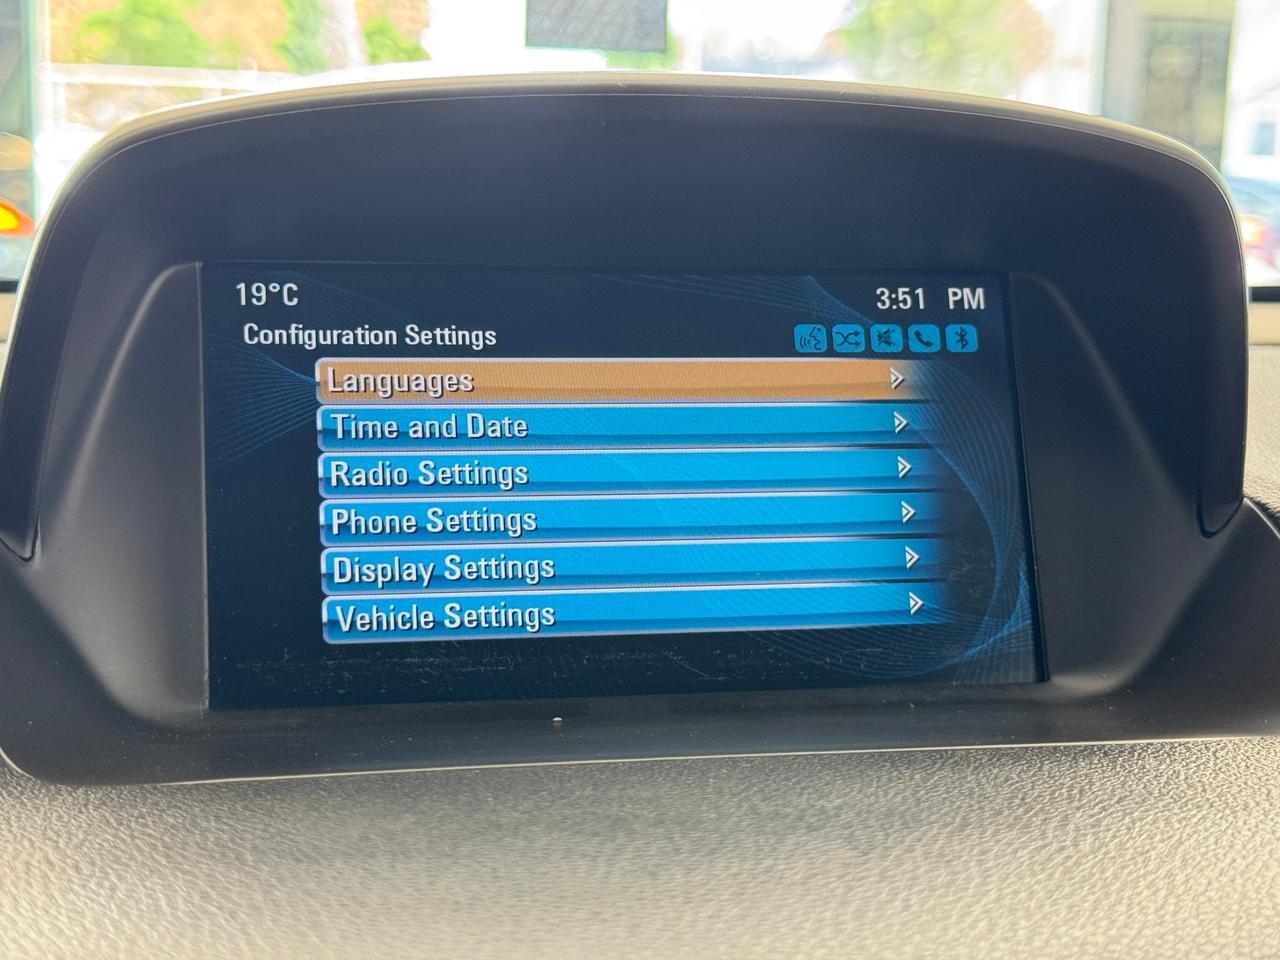 19°C
3:51 PM
Configuration Settings
Languages
Time and Date
Radio Settings
Phone Settings
Display Settings
Vehicle Settings